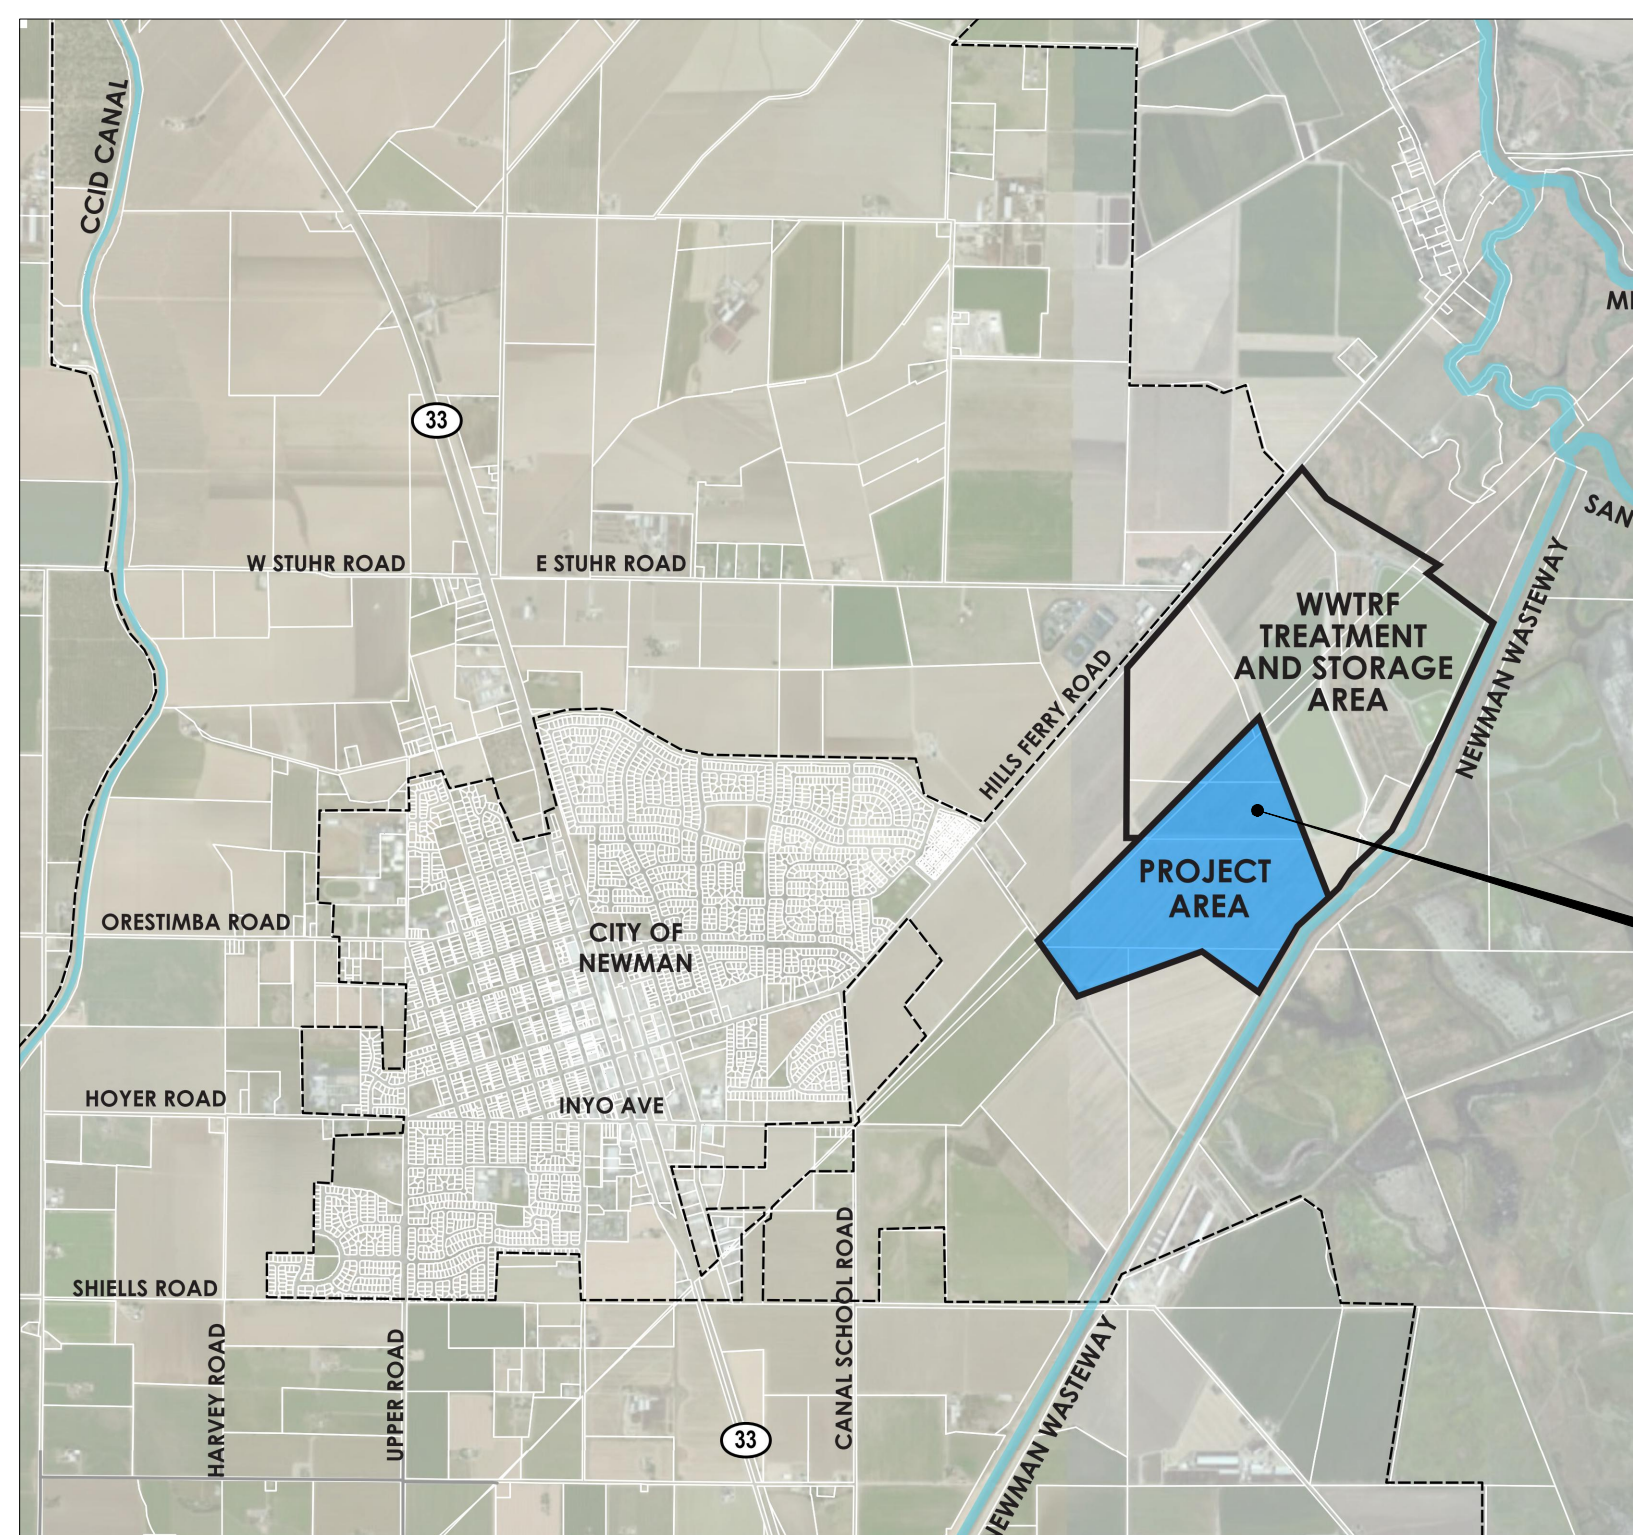 CCID CANAL
MI
33
SAN
W STUHR ROAD
E STUHR ROAD
WWTRF
TREATMENT
AND STORAGE
AREA
NEWMAN WASTEWAY
HILLS FERRY ROAD
PROJECT
AREA
ORESTIMBA ROAD
CITY OF
NEWMAN
HOYER ROAD
INYO AVE
SHIELLS ROAD
HARVEY ROAD
UPPER ROAD
CANAL SCHOOL ROAD
33
NEWMAN WASTEWAY